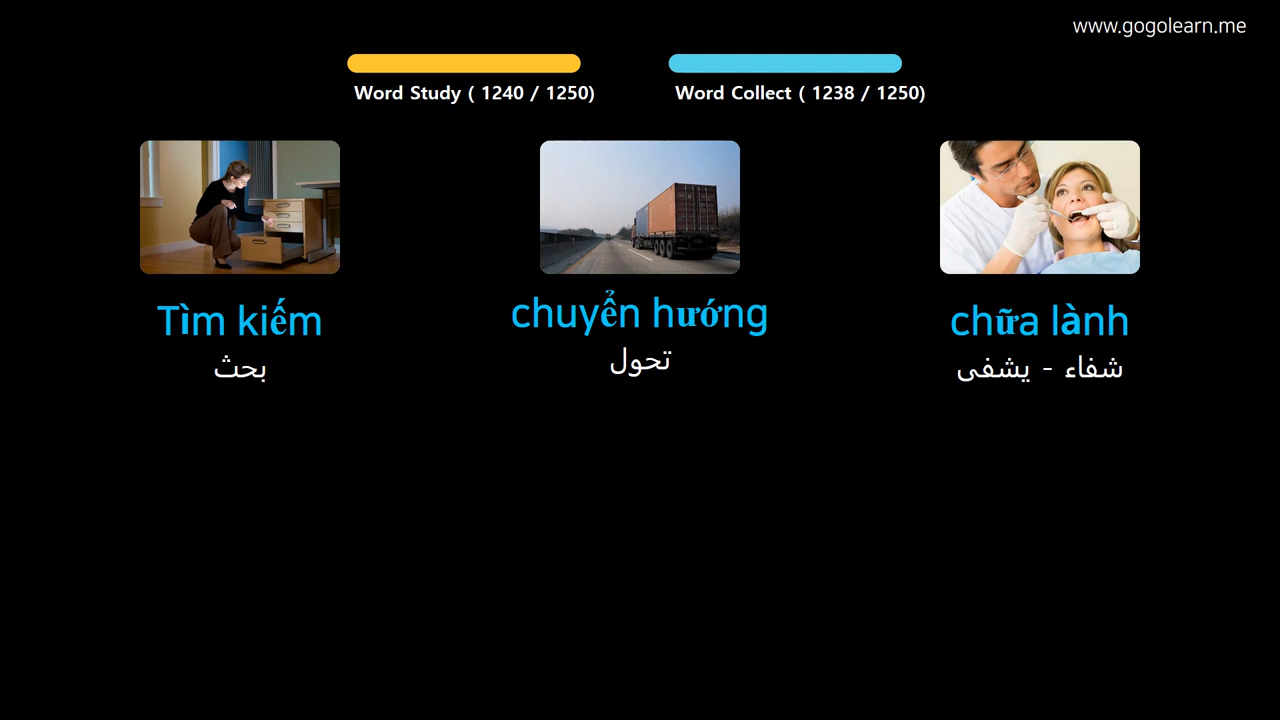 www.gogolearn.me
Word Study ( 1240 / 1250)
Word Collect ( 1238 / 1250)
Tìm kiếm
بحث
chuyển hướng
تحول
chữa lành
شفاء - يشفى